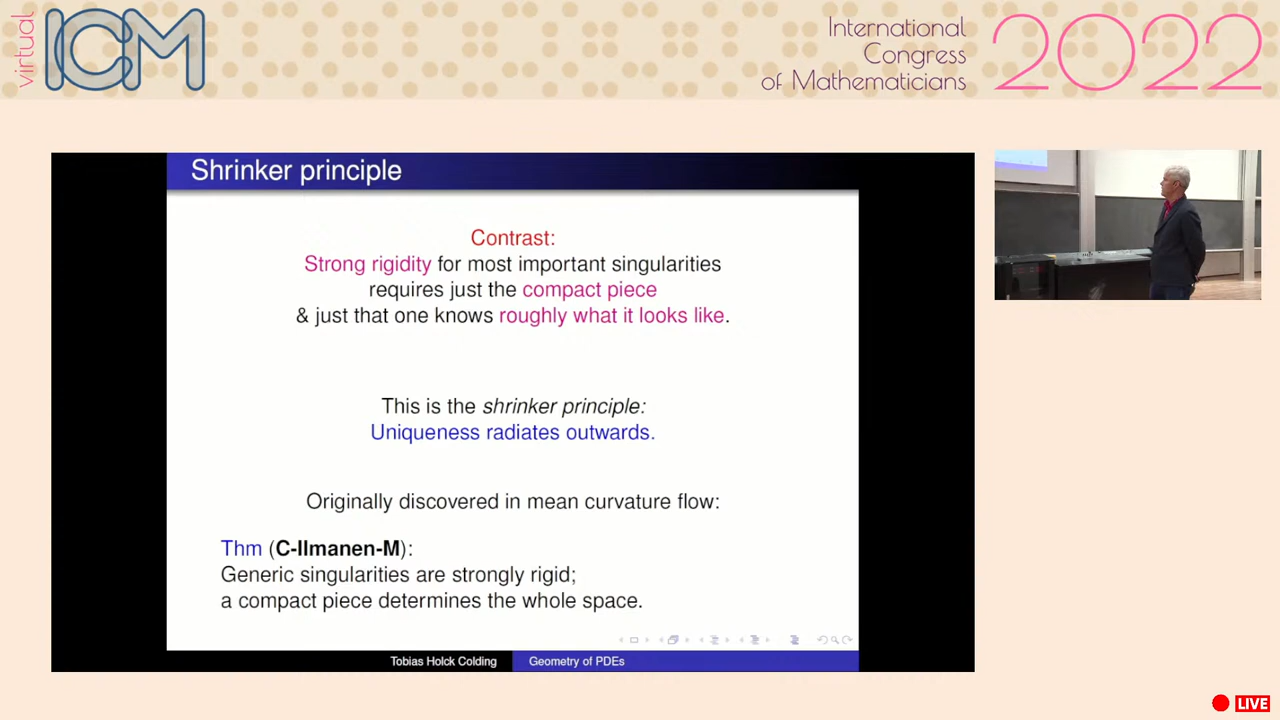 virtual
ICM
International
Congress
of Mathematicians
2022
Shrinker principle
Contrast:
Strong rigidity for most important singularities
requires just the compact piece
& just that one knows roughly what it looks like.
This is the shrinker principle:
Uniqueness radiates outwards.
Originally discovered in mean curvature flow:
Thm (C-Ilmanen-M):
Generic singularities are strongly rigid;
a compact piece determines the whole space.
Tobias Holck Colding
Geometry of PDEs
LIVE